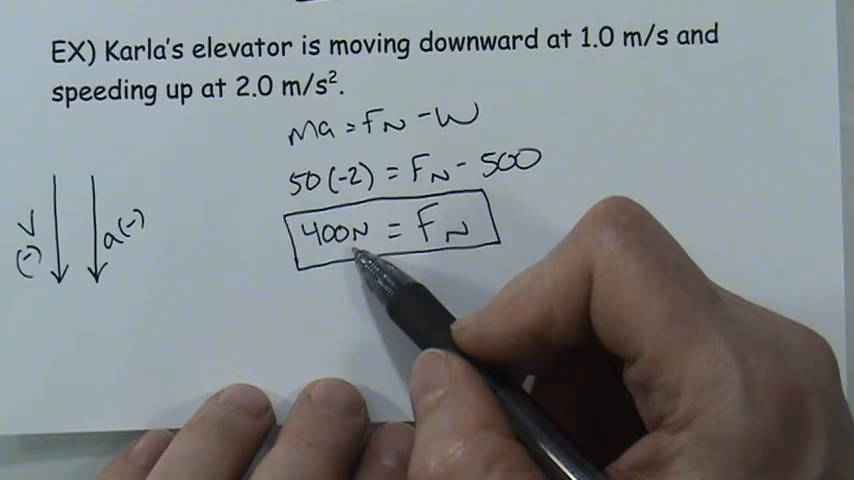 EX) Karla's elevator is moving downward at 1.0 m/s and
speeding up at 2.0 m/s².
ma = FN - W
50(-2) = FN - 500
400N = FN
(-) V
a(-)